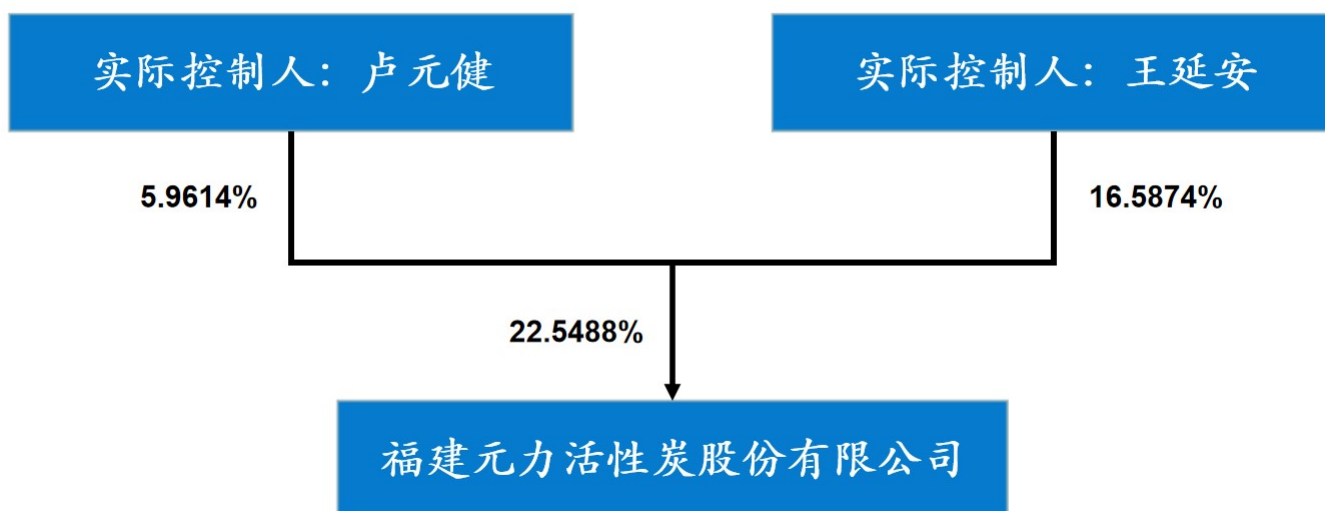 实际控制人：卢元健
实际控制人：王延安
5.9614%
16.5874%
22.5488%
福建元力活性炭股份有限公司